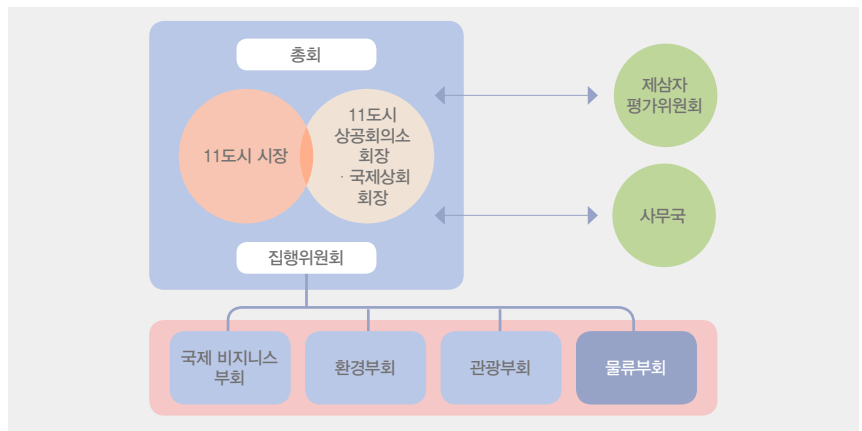 총회
11도시 시장
11도시
상공회의소
회장
·국제상회
회장
집행위원회
제삼자
평가위원회
사무국
국제 비지니스
부회
환경부회
관광부회
물류부회